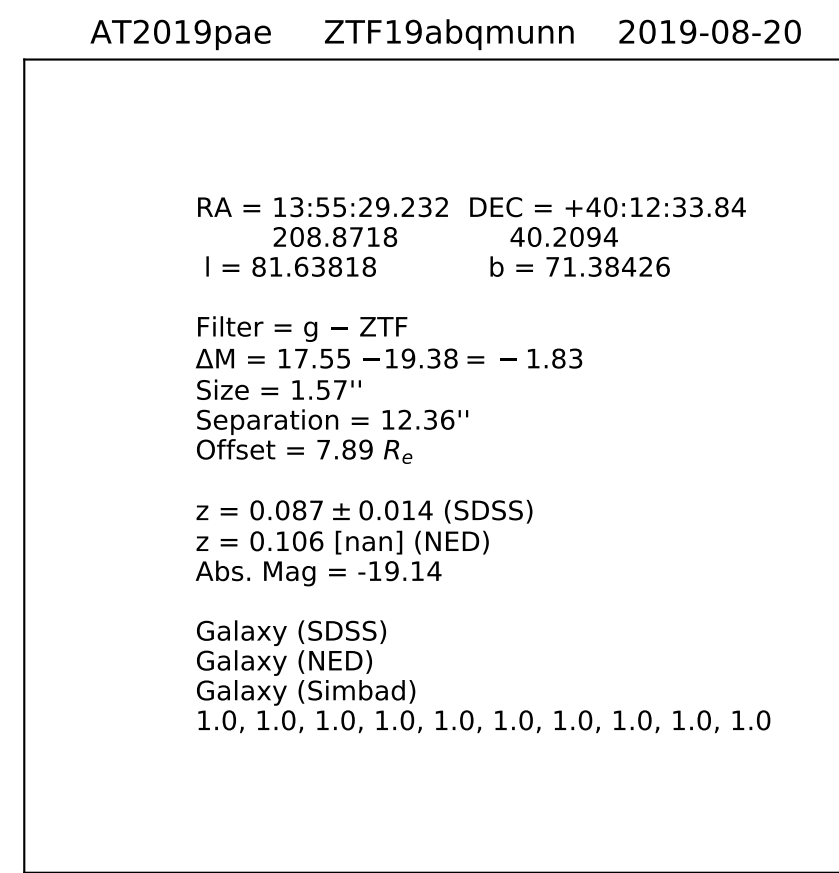 AT2019pae ZTF19abqmunn 2019-08-20
RA = 13:55:29.232 DEC = +40:12:33.84
208.8718 40.2094
l = 81.63818 b = 71.38426
Filter = g − ZTF
ΔM = 17.55 −19.38 = − 1.83
Size = 1.57''
Separation = 12.36''
Offset = 7.89 Re
z = 0.087 ± 0.014 (SDSS)
z = 0.106 [nan] (NED)
Abs. Mag = -19.14
Galaxy (SDSS)
Galaxy (NED)
Galaxy (Simbad)
1.0, 1.0, 1.0, 1.0, 1.0, 1.0, 1.0, 1.0, 1.0, 1.0